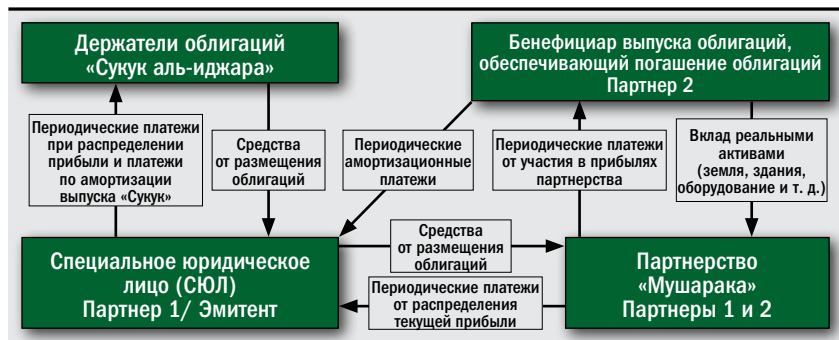 Держатели облигаций
«Сукук аль-иджара»
Бенефициар выпуска облигаций,
обеспечивающий погашение облигаций
Партнер 2
Периодические платежи
при распределении
прибыли и платежи
по амортизации
выпуска «Сукук»
Средства
от размещения
облигаций
Периодические
амортизационные
платежи
Периодические платежи
от участия в прибылях
партнерства
Вклад реальными
активами
(земля, здания,
оборудование и т. д.)
Специальное юридическое
лицо (СЮЛ)
Партнер 1/ Эмитент
Средства
от размещения
облигаций
Периодические платежи
от распределения
текущей прибыли
Партнерство
«Мушарака»
Партнеры 1 и 2